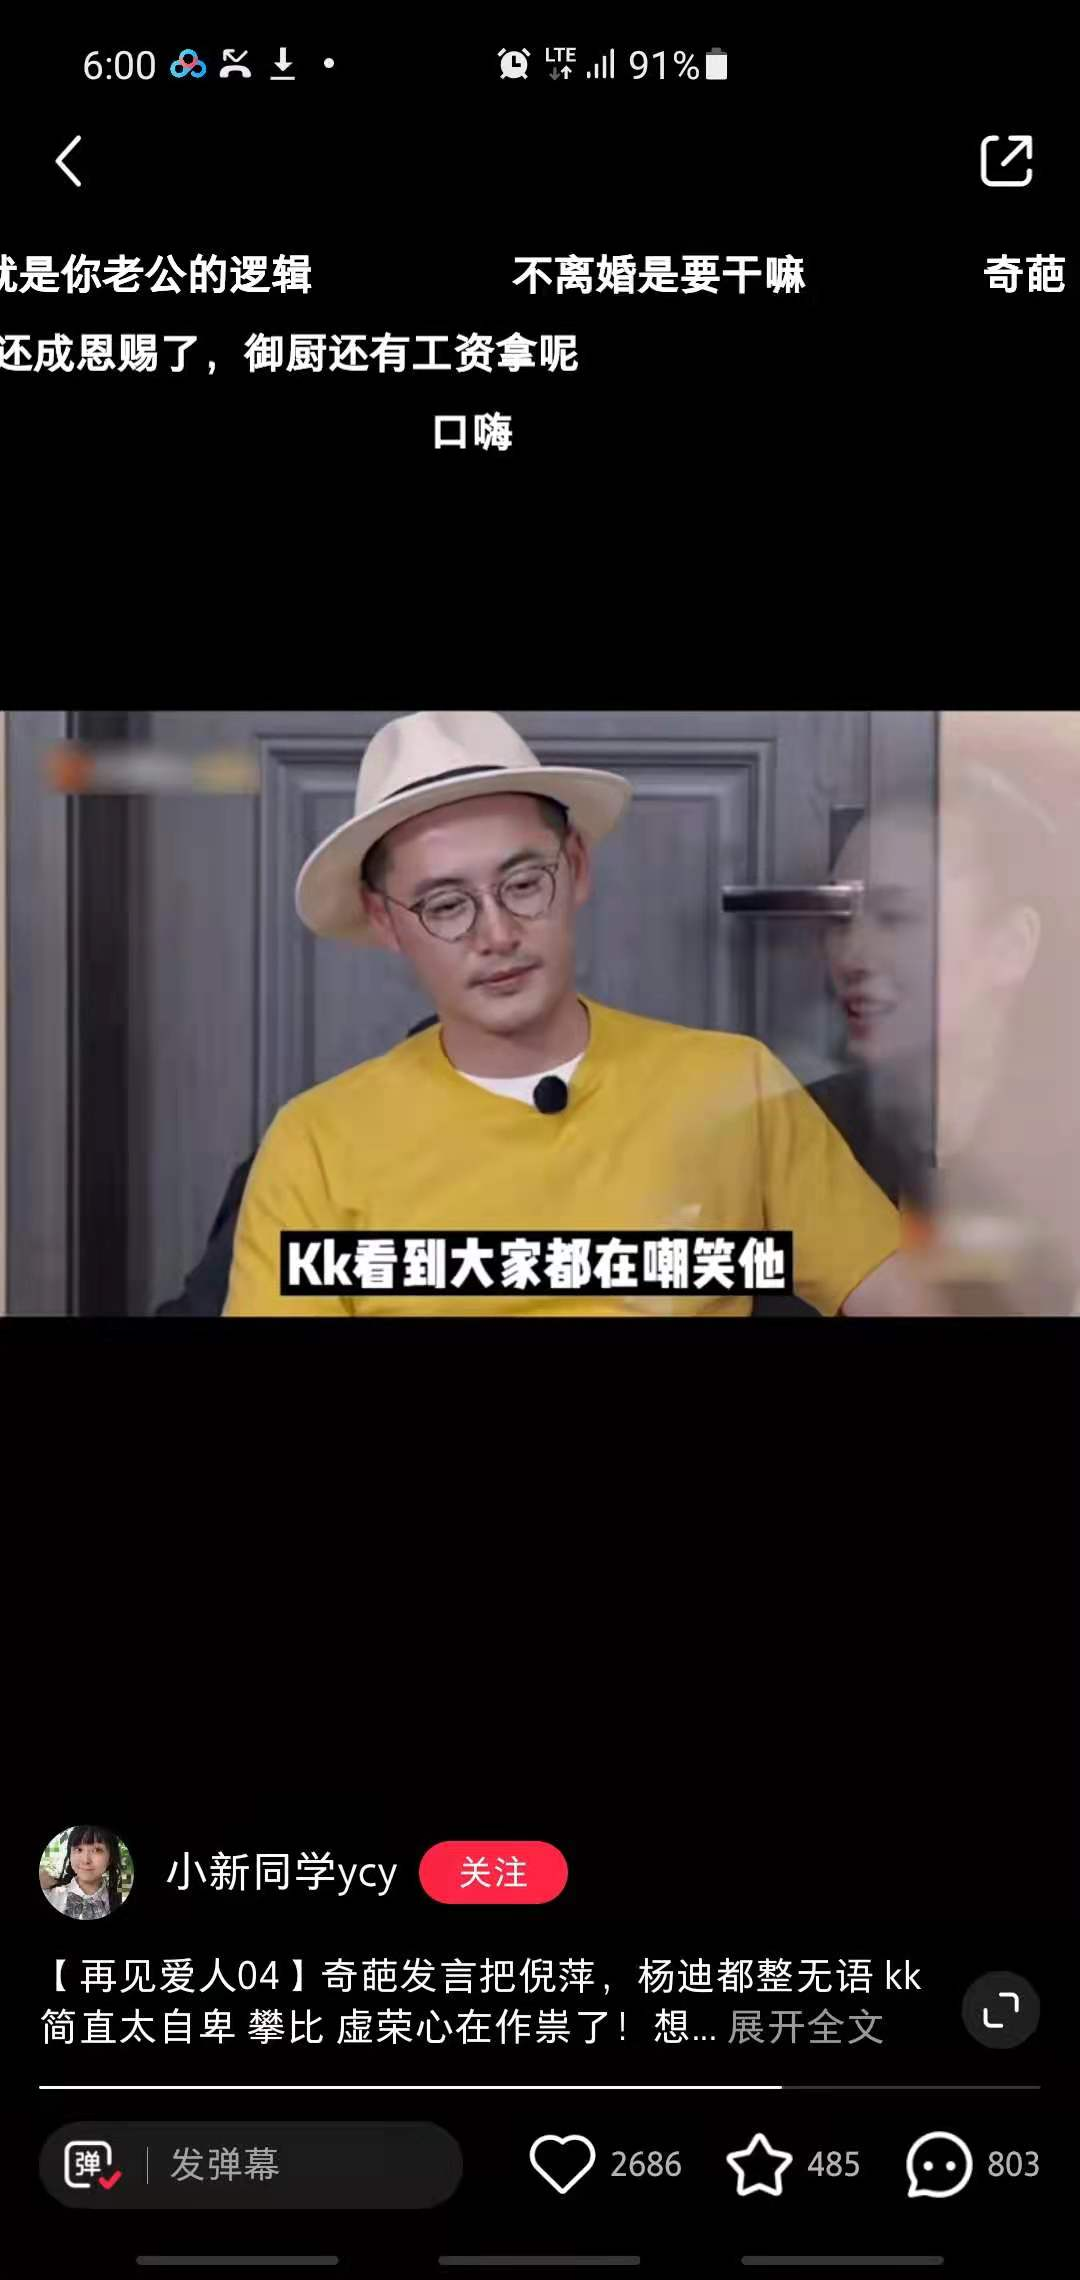 6:00
LTE
91%
就是你老公的逻辑
不离婚是要干嘛
奇葩
还成恩赐了，御厨还有工资拿呢
口嗨
Kk看到大家都在嘲笑他
小新同学ycy
关注
【再见爱人04】奇葩发言把倪萍，杨迪都整无语 kk
简直太自卑 攀比 虚荣心在作祟了！想... 展开全文
弹
发弹幕
2686
485
803